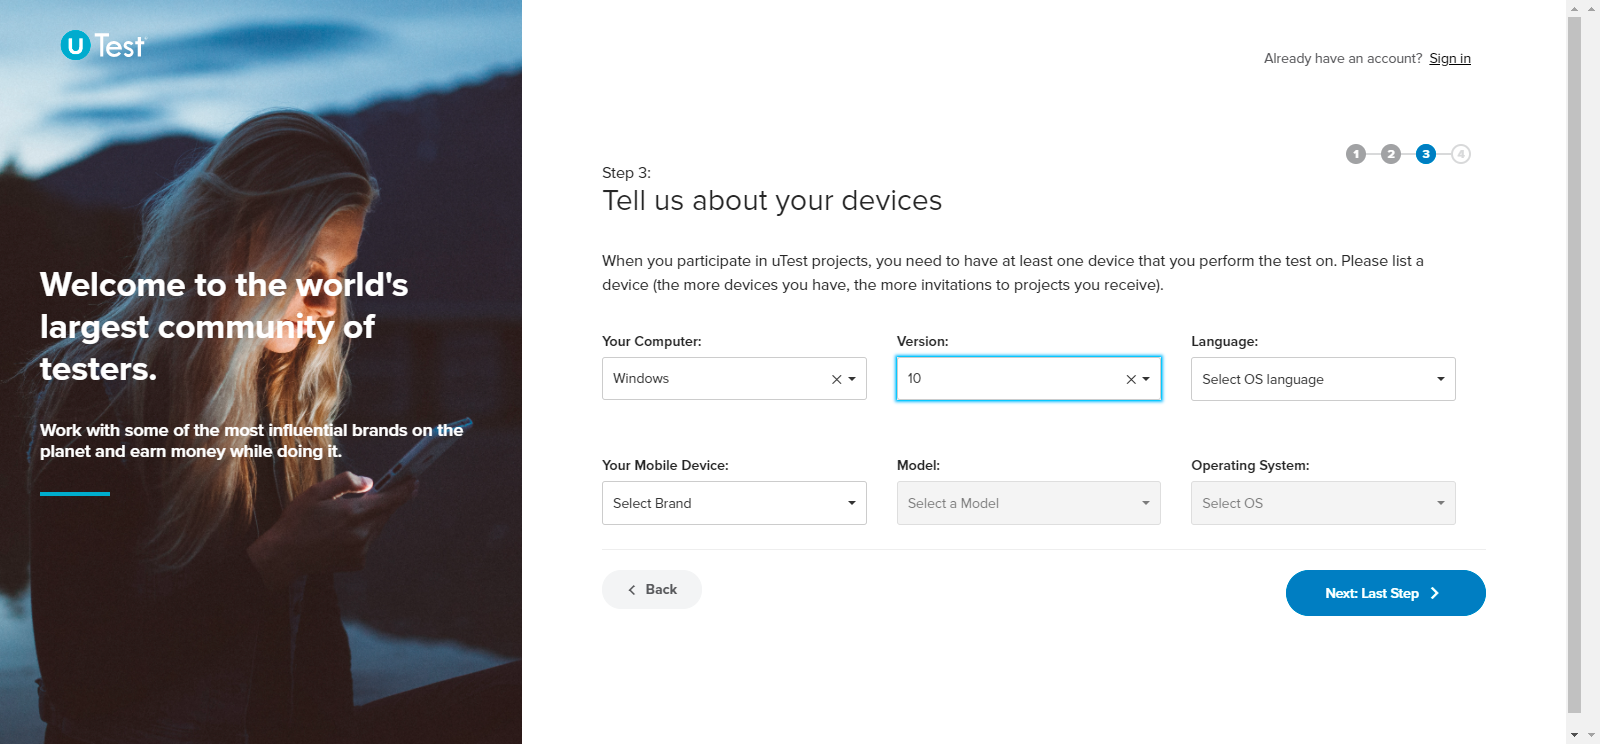 u Test
Already have an account? Sign in
1 2 3 4
Step 3:
Tell us about your devices
Welcome to the world's
largest community of
testers.
Work with some of the most influential brands on the
planet and earn money while doing it.
When you participate in uTest projects, you need to have at least one device that you perform the test on. Please list a
device (the more devices you have, the more invitations to projects you receive).
Your Computer: Version: Language:
Windows 10 Select OS language
Your Mobile Device: Model: Operating System:
Select Brand Select a Model Select OS
Back Next: Last Step